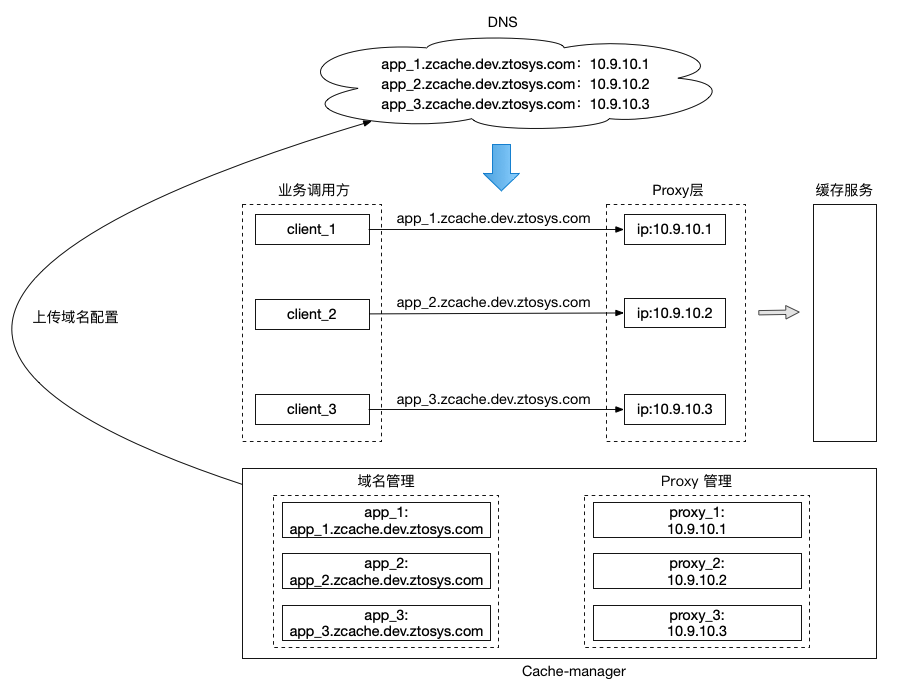 DNS
app_1.zcache.dev.ztosys.com：10.9.10.1
app_2.zcache.dev.ztosys.com：10.9.10.2
app_3.zcache.dev.ztosys.com：10.9.10.3
业务调用方
Proxy层
缓存服务
client_1
app_1.zcache.dev.ztosys.com
ip:10.9.10.1
client_2
app_2.zcache.dev.ztosys.com
ip:10.9.10.2
上传域名配置
client_3
app_3.zcache.dev.ztosys.com
ip:10.9.10.3
域名管理
Proxy 管理
app_1:
app_1.zcache.dev.ztosys.com
proxy_1:
10.9.10.1
app_2:
app_2.zcache.dev.ztosys.com
proxy_2:
10.9.10.2
app_3:
app_3.zcache.dev.ztosys.com
proxy_3:
10.9.10.3
Cache-manager